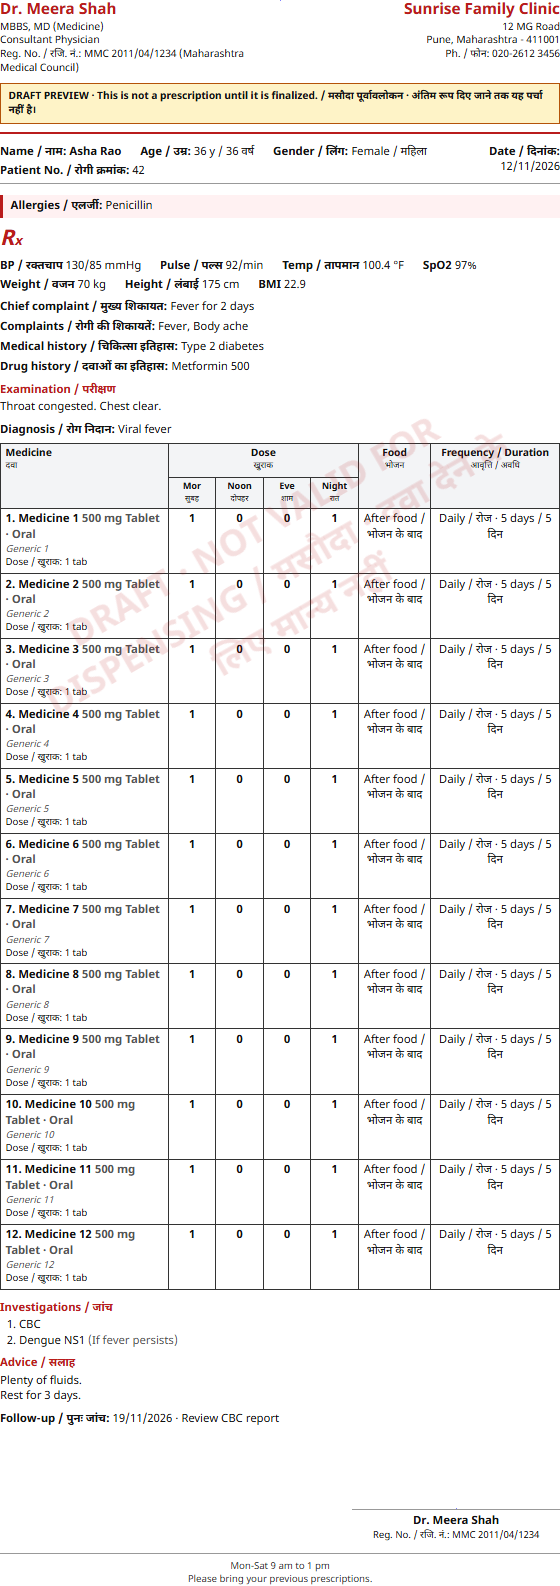 Dr. Meera Shah
MBBS, MD (Medicine)
Consultant Physician
Reg. No. / रजि. नं.: MMC 2011/04/1234 (Maharashtra
Medical Council)
Sunrise Family Clinic
12 MG Road
Pune, Maharashtra - 411001
Ph. / फोन: 020-2612 3456
DRAFT PREVIEW · This is not a prescription until it is finalized. / मसौदा पूर्वावलोकन · अंतिम रूप दिए जाने तक यह पर्चा
नहीं है।
Name / नाम: Asha Rao Age / उम्र: 36 y / 36 वर्ष Gender / लिंग: Female / महिला
Patient No. / रोगी क्रमांक: 42
Date / दिनांक:
12/11/2026
Allergies / एलर्जी: Penicillin
Rx
BP / रक्तचाप 130/85 mmHg Pulse / पल्स 92/min Temp / तापमान 100.4 °F SpO2 97%
Weight / वजन 70 kg Height / लंबाई 175 cm BMI 22.9
Chief complaint / मुख्य शिकायत: Fever for 2 days
Complaints / रोगी की शिकायतें: Fever, Body ache
Medical history / चिकित्सा इतिहास: Type 2 diabetes
Drug history / दवाओं का इतिहास: Metformin 500
Examination / परीक्षण
Throat congested. Chest clear.
Diagnosis / रोग निदान: Viral fever
DRAFT · NOT VALID FOR
DISPENSING / मसौदा · दवा देने के
लिए मान्य नहीं
Medicine Dose Food Frequency / Duration
दवा खुराक भोजन आवृत्ति / अवधि
Mor Noon Eve Night
सुबह दोपहर शाम रात
1. Medicine 1 500 mg Tablet 1 0 0 1 After food / Daily / रोज · 5 days / 5
· Oral भोजन के बाद दिन
Generic 1
Dose / खुराक: 1 tab
2. Medicine 2 500 mg Tablet 1 0 0 1 After food / Daily / रोज · 5 days / 5
· Oral भोजन के बाद दिन
Generic 2
Dose / खुराक: 1 tab
3. Medicine 3 500 mg Tablet 1 0 0 1 After food / Daily / रोज · 5 days / 5
· Oral भोजन के बाद दिन
Generic 3
Dose / खुराक: 1 tab
4. Medicine 4 500 mg Tablet 1 0 0 1 After food / Daily / रोज · 5 days / 5
· Oral भोजन के बाद दिन
Generic 4
Dose / खुराक: 1 tab
5. Medicine 5 500 mg Tablet 1 0 0 1 After food / Daily / रोज · 5 days / 5
· Oral भोजन के बाद दिन
Generic 5
Dose / खुराक: 1 tab
6. Medicine 6 500 mg Tablet 1 0 0 1 After food / Daily / रोज · 5 days / 5
· Oral भोजन के बाद दिन
Generic 6
Dose / खुराक: 1 tab
7. Medicine 7 500 mg Tablet 1 0 0 1 After food / Daily / रोज · 5 days / 5
· Oral भोजन के बाद दिन
Generic 7
Dose / खुराक: 1 tab
8. Medicine 8 500 mg Tablet 1 0 0 1 After food / Daily / रोज · 5 days / 5
· Oral भोजन के बाद दिन
Generic 8
Dose / खुराक: 1 tab
9. Medicine 9 500 mg Tablet 1 0 0 1 After food / Daily / रोज · 5 days / 5
· Oral भोजन के बाद दिन
Generic 9
Dose / खुराक: 1 tab
10. Medicine 10 500 mg 1 0 0 1 After food / Daily / रोज · 5 days / 5
Tablet · Oral भोजन के बाद दिन
Generic 10
Dose / खुराक: 1 tab
11. Medicine 11 500 mg 1 0 0 1 After food / Daily / रोज · 5 days / 5
Tablet · Oral भोजन के बाद दिन
Generic 11
Dose / खुराक: 1 tab
12. Medicine 12 500 mg 1 0 0 1 After food / Daily / रोज · 5 days / 5
Tablet · Oral भोजन के बाद दिन
Generic 12
Dose / खुराक: 1 tab
Investigations / जांच
1. CBC
2. Dengue NS1 (If fever persists)
Advice / सलाह
Plenty of fluids.
Rest for 3 days.
Follow-up / पुनः जांच: 19/11/2026 · Review CBC report
Dr. Meera Shah
Reg. No. / रजि. नं.: MMC 2011/04/1234
Mon-Sat 9 am to 1 pm
Please bring your previous prescriptions.